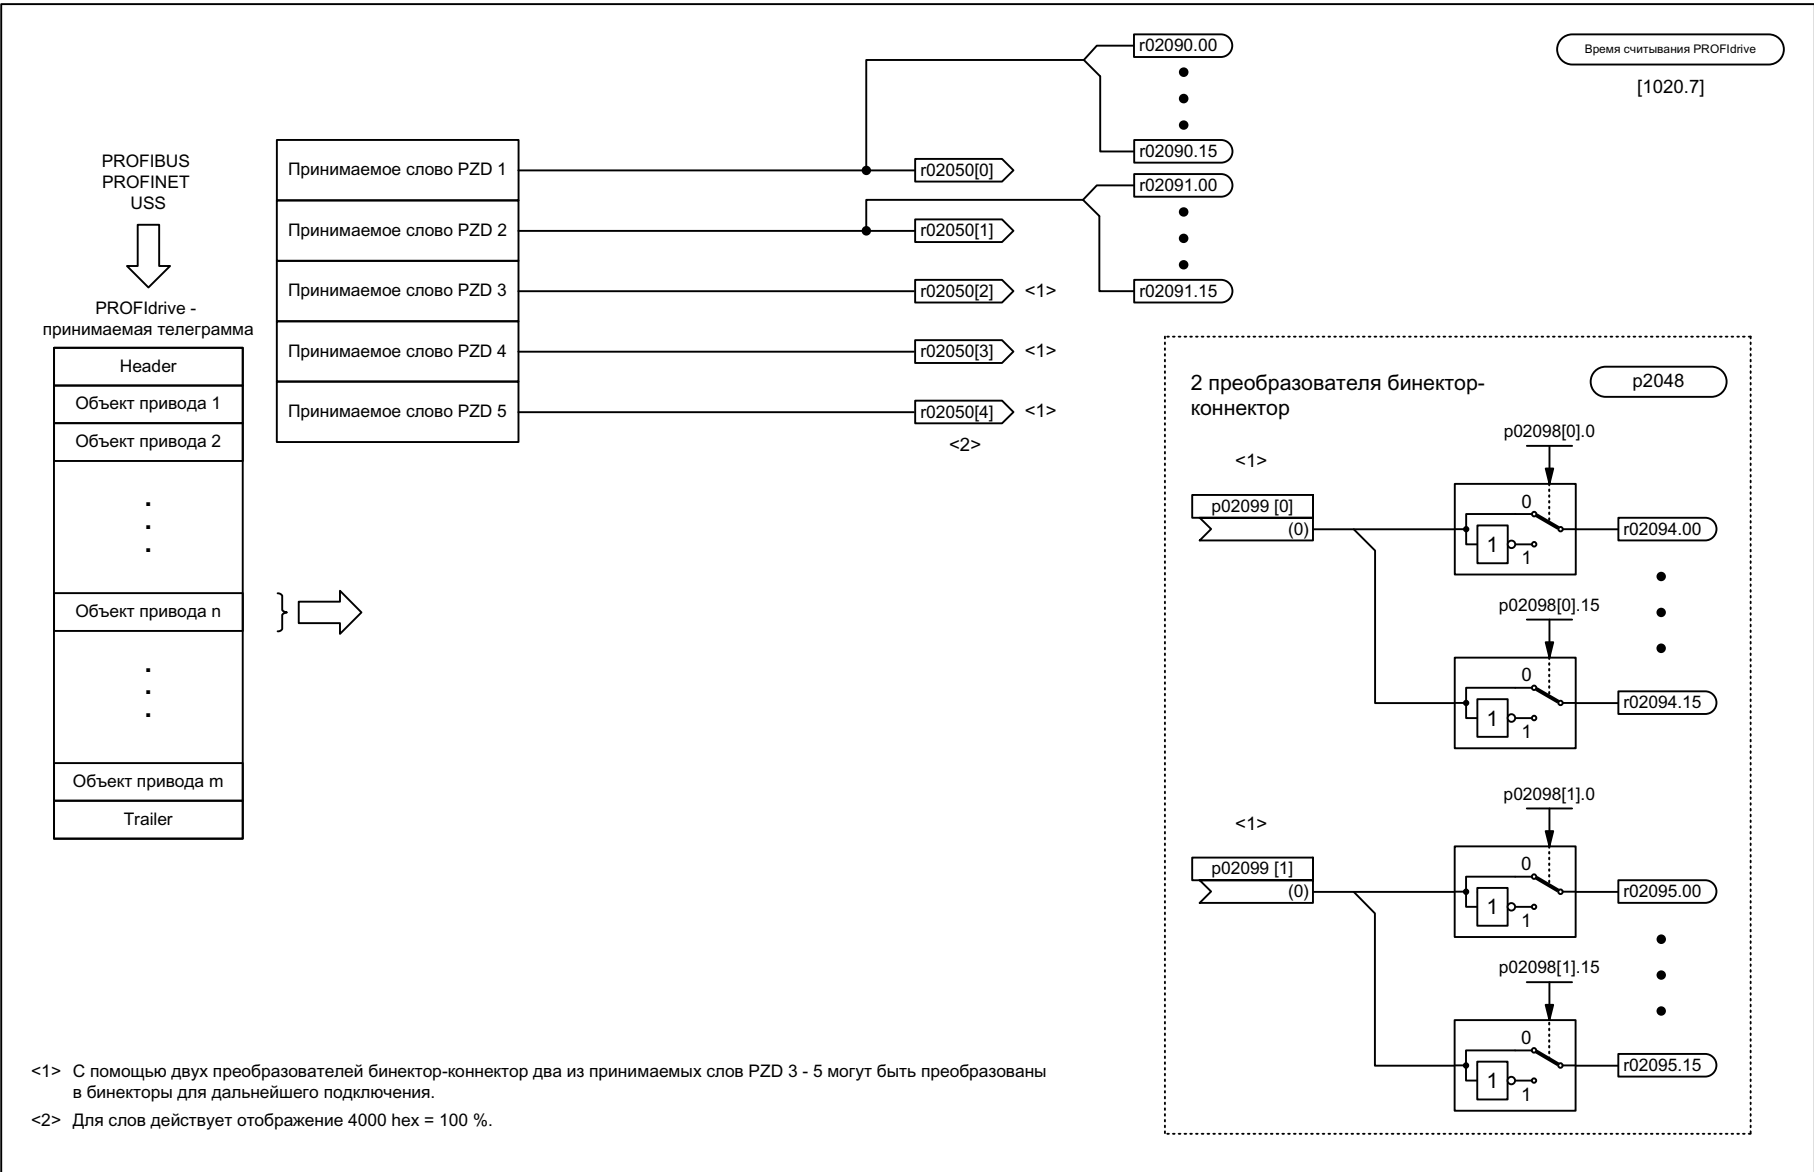 Время считывания PROFIdrive
[1020.7]
PROFIBUS
PROFINET
USS
PROFIdrive -
принимаемая телеграмма
Header
Объект привода 1
Объект привода 2
Объект привода n
Объект привода m
Trailer
Принимаемое слово PZD 1
Принимаемое слово PZD 2
Принимаемое слово PZD 3
Принимаемое слово PZD 4
Принимаемое слово PZD 5
r02050[0]
r02050[1]
r02050[2] <1>
r02050[3] <1>
r02050[4] <1>
<2>
r02090.00
r02090.15
r02091.00
r02091.15
2 преобразователя бинектор-
коннектор
p2048
<1>
p02099 [0]
(0)
p02098[0].0
0
1
1
r02094.00
p02098[0].15
0
1
1
r02094.15
<1>
p02099 [1]
(0)
p02098[1].0
0
1
1
r02095.00
p02098[1].15
0
1
1
r02095.15
<1> С помощью двух преобразователей бинектор-коннектор два из принимаемых слов PZD 3 - 5 могут быть преобразованы
в бинекторы для дальнейшего подключения.
<2> Для слов действует отображение 4000 hex = 100 %.